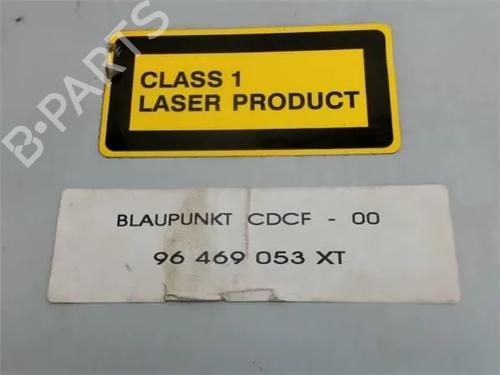 B-PARTS
CLASS 1
LASER PRODUCT
BLAUPUNKT CDCF - 00
96 469 053 XT